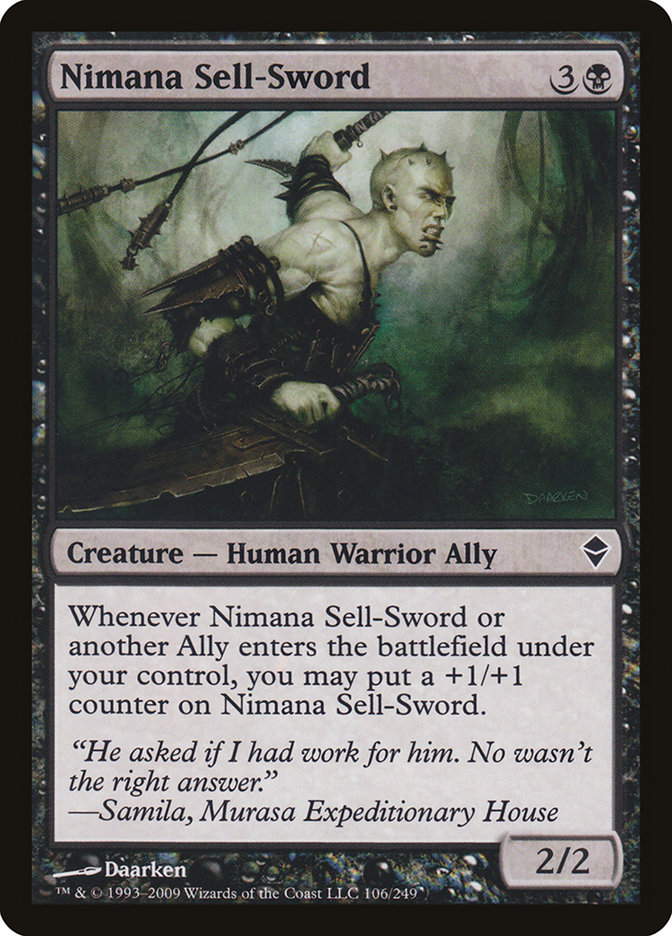 Nimana Sell-Sword
3
DAARKEN
Creature — Human Warrior Ally
Whenever Nimana Sell-Sword or
another Ally enters the battlefield under
your control, you may put a +1/+1
counter on Nimana Sell-Sword.
“He asked if I had work for him. No wasn’t
the right answer.”
—Samila, Murasa Expeditionary House
Daarken
2/2
™ & © 1993–2009 Wizards of the Coast LLC 106/249